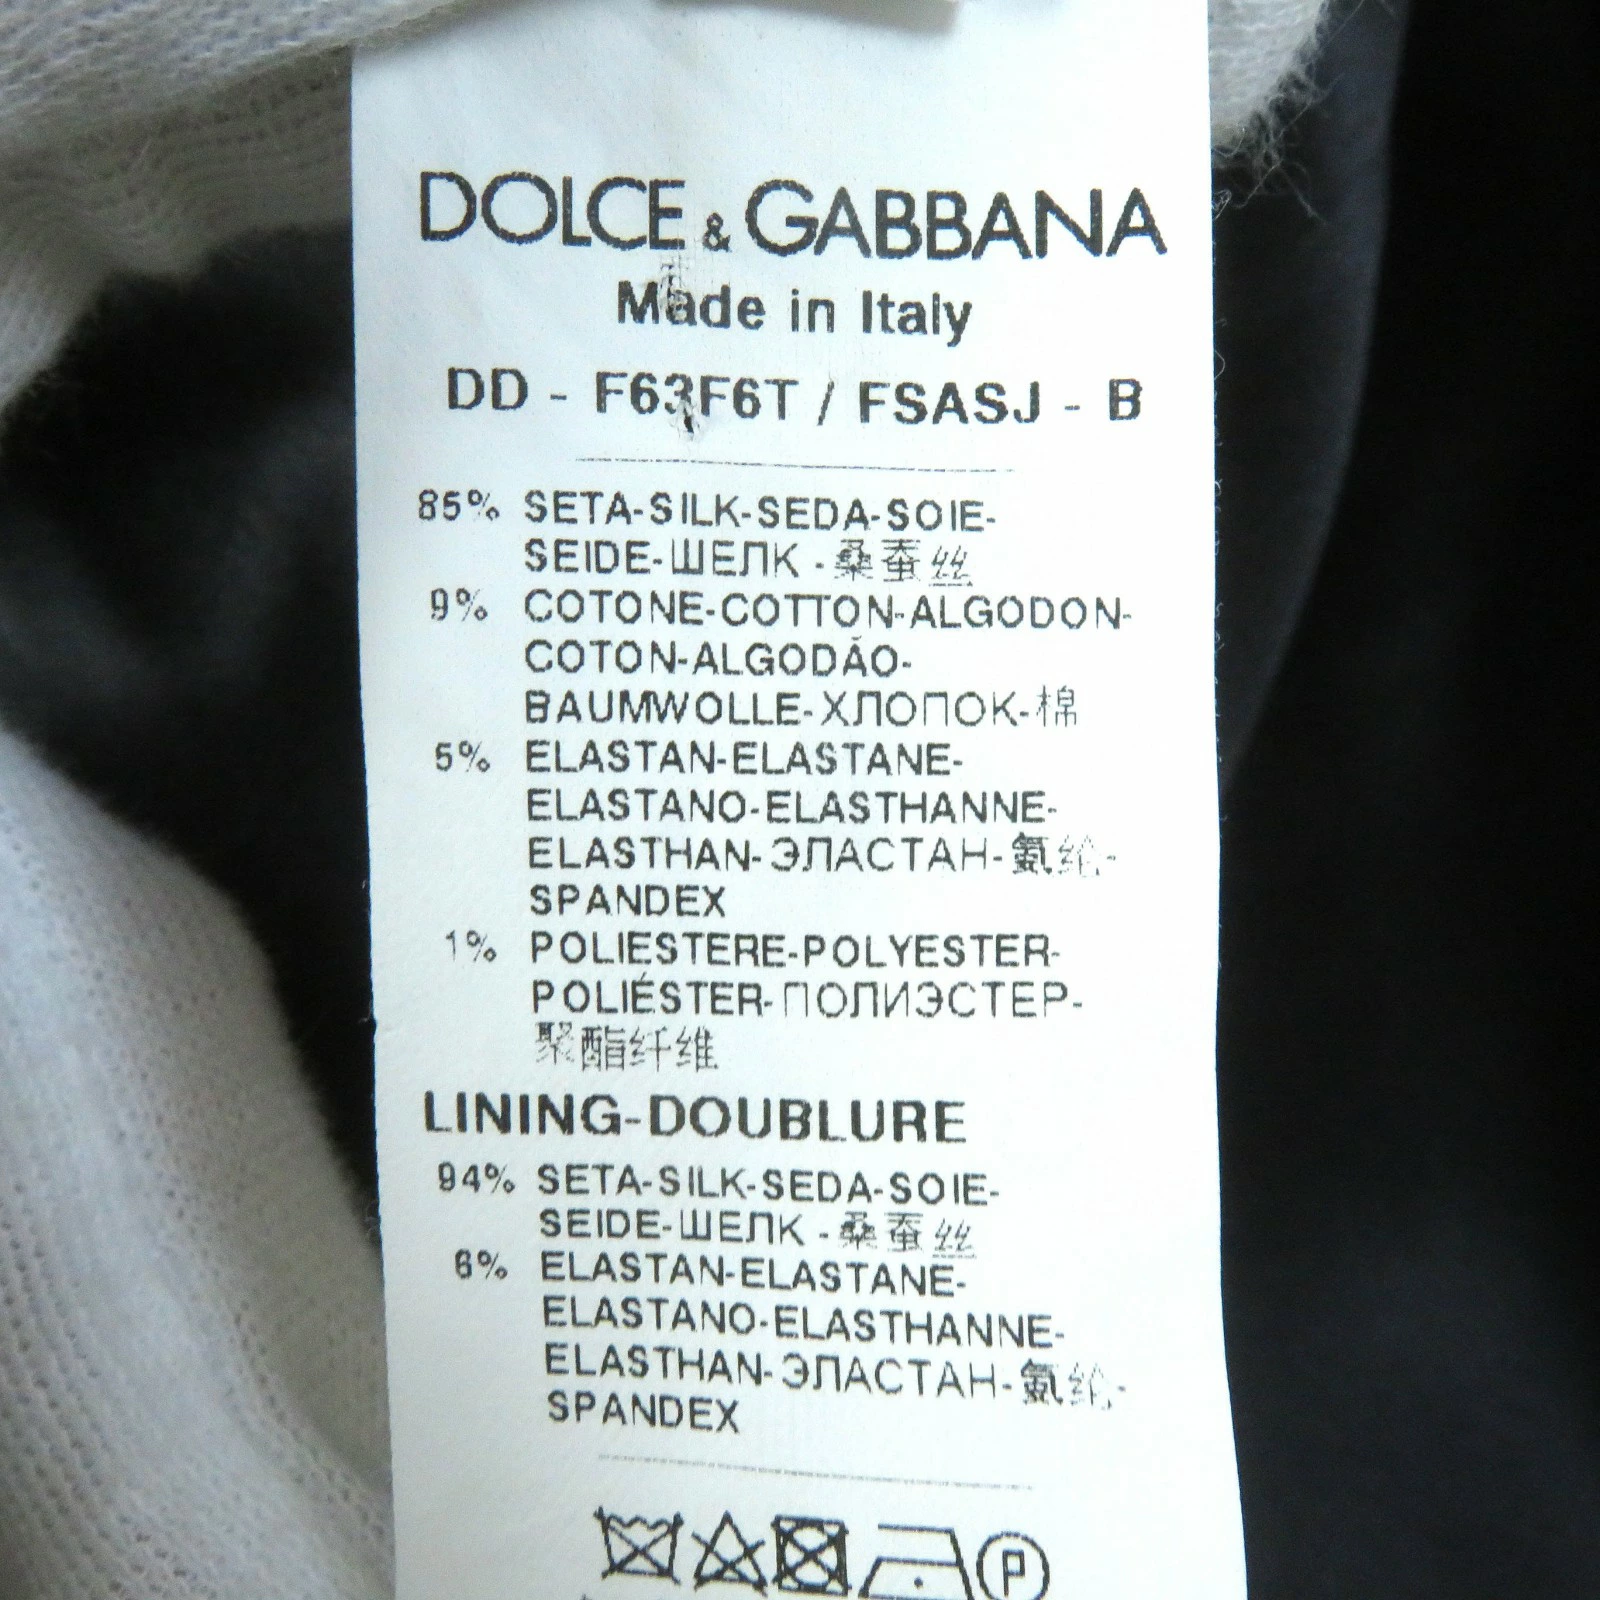 DOLCE & GABBANA
Made in Italy
DD - F63F6T / FSASJ - B
85% SETA-SILK-SEDA-SOIE-
SEIDE-ШЕЛК-桑蚕丝
9% COTONE-COTTON-ALGODON-
COTON-ALGODÃO-
BAUMWOLLE-ХЛОПОК-棉
5% ELASTAN-ELASTANE-
ELASTANO-ELASTHANNE-
ELASTHAN-ЭЛАСТАН-氨纶-
SPANDEX
1% POLIESTERE-POLYESTER-
POLIÉSTER-ПОЛИЭСТЕР-
聚酯纤维
LINING-DOUBLURE
94% SETA-SILK-SEDA-SOIE-
SEIDE-ШЕЛК-桑蚕丝
6% ELASTAN-ELASTANE-
ELASTANO-ELASTHANNE-
ELASTHAN-ЭЛАСТАН-氨纶-
SPANDEX
P